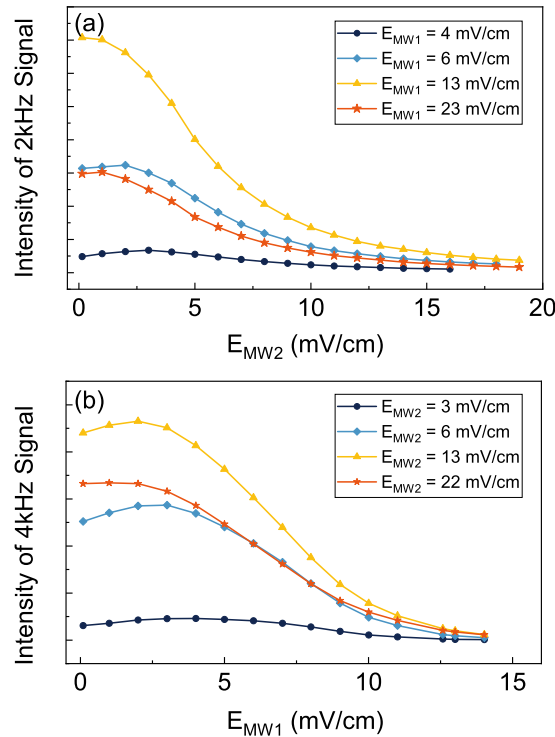 (a)
E_MW1 = 4 mV/cm
E_MW1 = 6 mV/cm
E_MW1 = 13 mV/cm
E_MW1 = 23 mV/cm
Intensity of 2kHz Signal
0 5 10 15 20
E_MW2 (mV/cm)
(b)
E_MW2 = 3 mV/cm
E_MW2 = 6 mV/cm
E_MW2 = 13 mV/cm
E_MW2 = 22 mV/cm
Intensity of 4kHz Signal
0 5 10 15
E_MW1 (mV/cm)